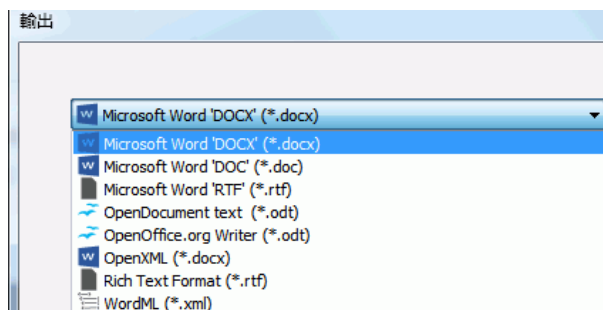 輸出
Microsoft Word 'DOCX' (*.docx)
Microsoft Word 'DOCX' (*.docx)
Microsoft Word 'DOC' (*.doc)
Microsoft Word 'RTF' (*.rtf)
OpenDocument text (*.odt)
OpenOffice.org Writer (*.odt)
OpenXML (*.docx)
Rich Text Format (*.rtf)
WordML (*.xml)